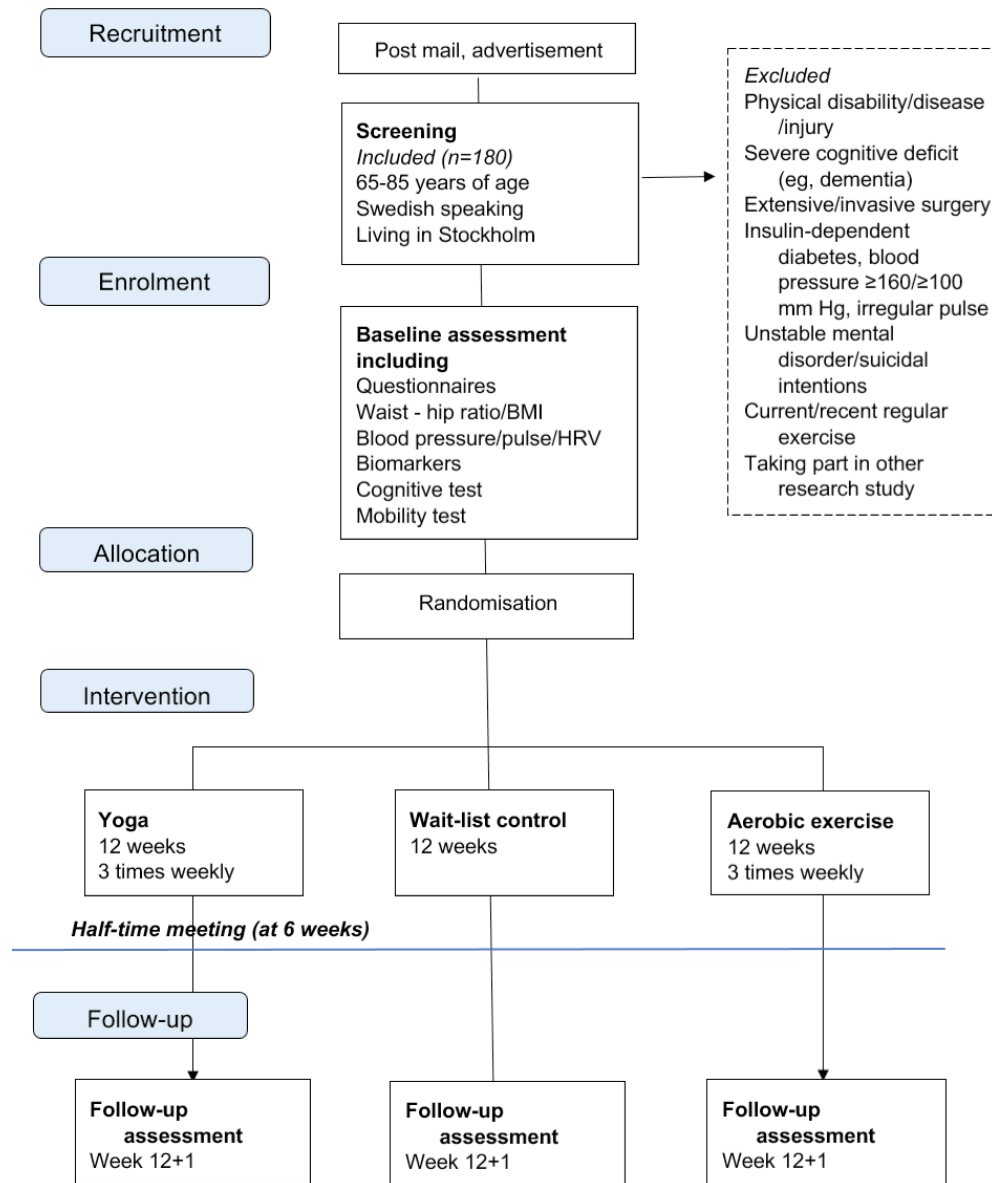 Recruitment
Post mail, advertisement
Screening
Included (n=180)
65-85 years of age
Swedish speaking
Living in Stockholm
Excluded
Physical disability/disease
/injury
Severe cognitive deficit
(eg, dementia)
Extensive/invasive surgery
Insulin-dependent
diabetes, blood
pressure ≥160/≥100
mm Hg, irregular pulse
Unstable mental
disorder/suicidal
intentions
Current/recent regular
exercise
Taking part in other
research study
Enrolment
Baseline assessment
including
Questionnaires
Waist - hip ratio/BMI
Blood pressure/pulse/HRV
Biomarkers
Cognitive test
Mobility test
Allocation
Randomisation
Intervention
Yoga
12 weeks
3 times weekly
Wait-list control
12 weeks
Aerobic exercise
12 weeks
3 times weekly
Half-time meeting (at 6 weeks)
Follow-up
Follow-up
assessment
Week 12+1
Follow-up
assessment
Week 12+1
Follow-up
assessment
Week 12+1